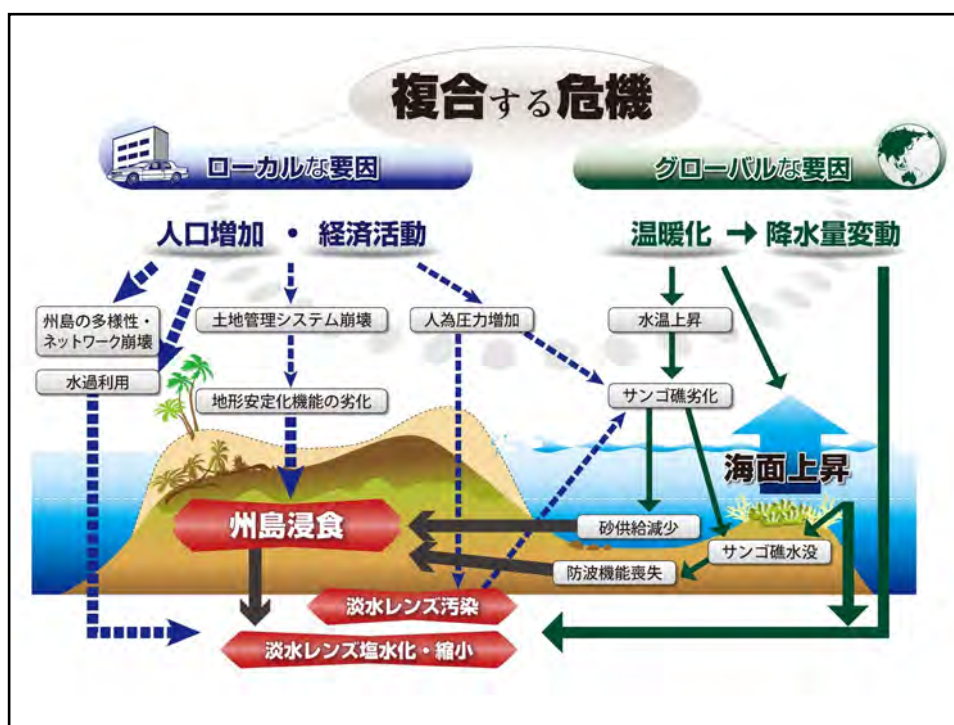 複合する危機
ローカルな要因
グローバルな要因
人口増加・経済活動
温暖化→降水量変動
州島の多様性・
ネットワーク崩壊
土地管理システム崩壊
人為圧力増加
水温上昇
水過利用
地形安定化機能の劣化
サンゴ礁劣化
海面上昇
州島浸食
砂供給減少
サンゴ礁水没
防波機能喪失
淡水レンズ汚染
淡水レンズ塩水化・縮小